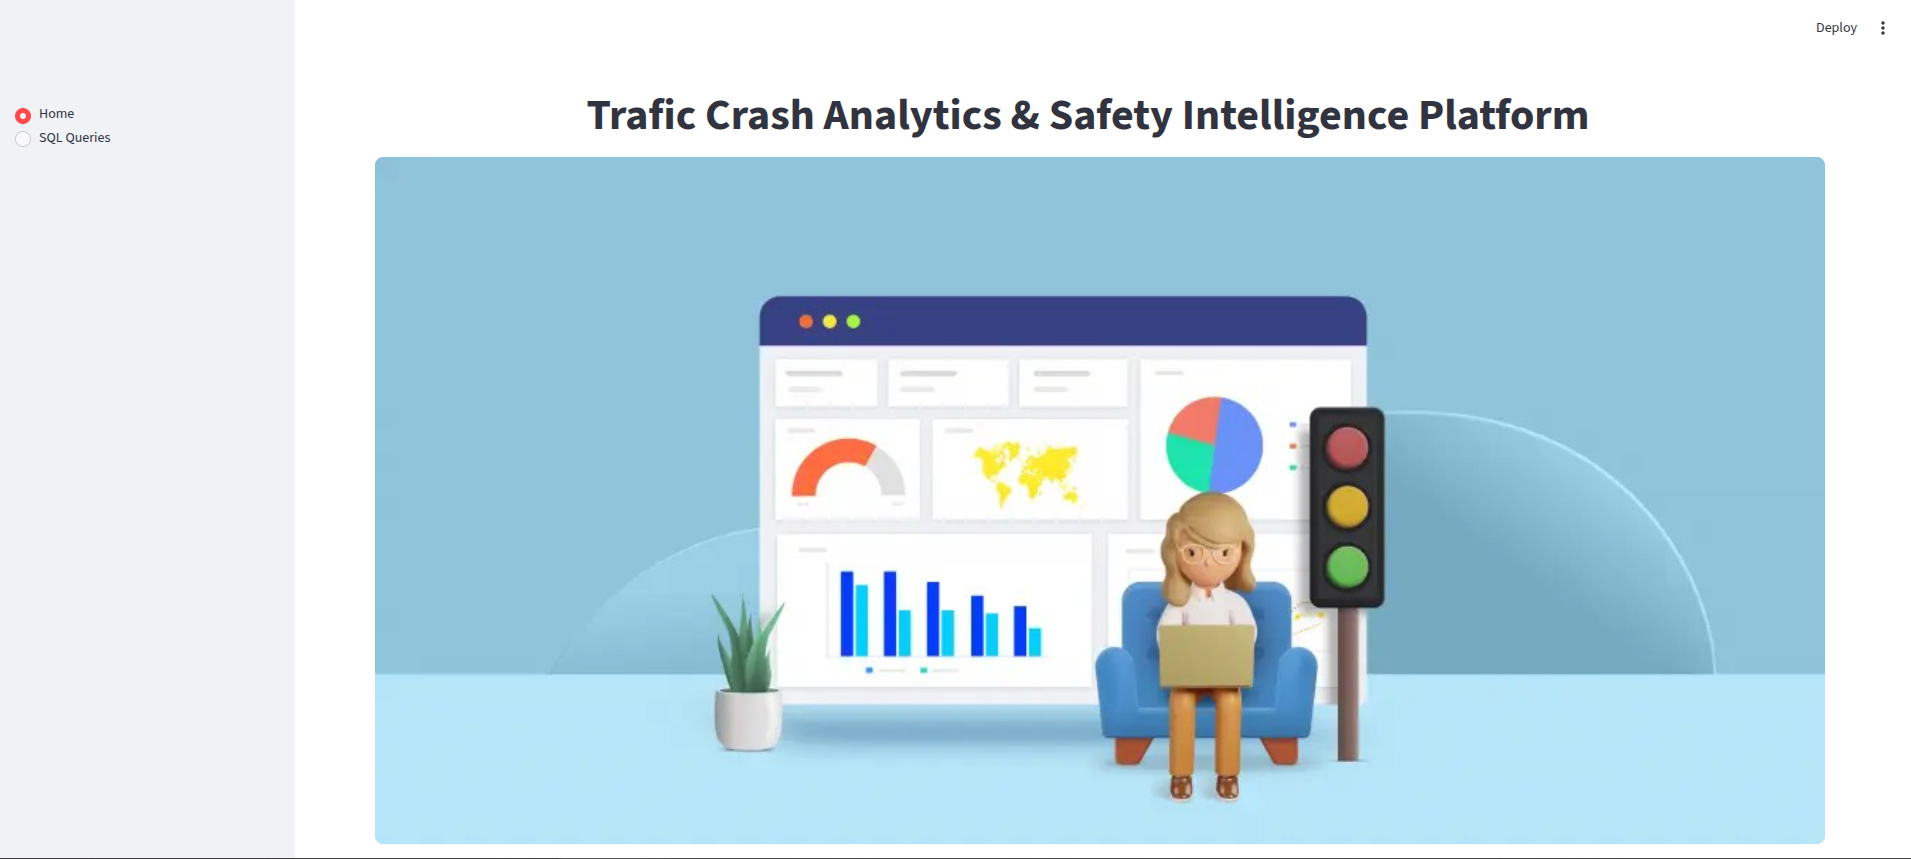 Deploy
Home
SQL Queries
Trafic Crash Analytics & Safety Intelligence Platform